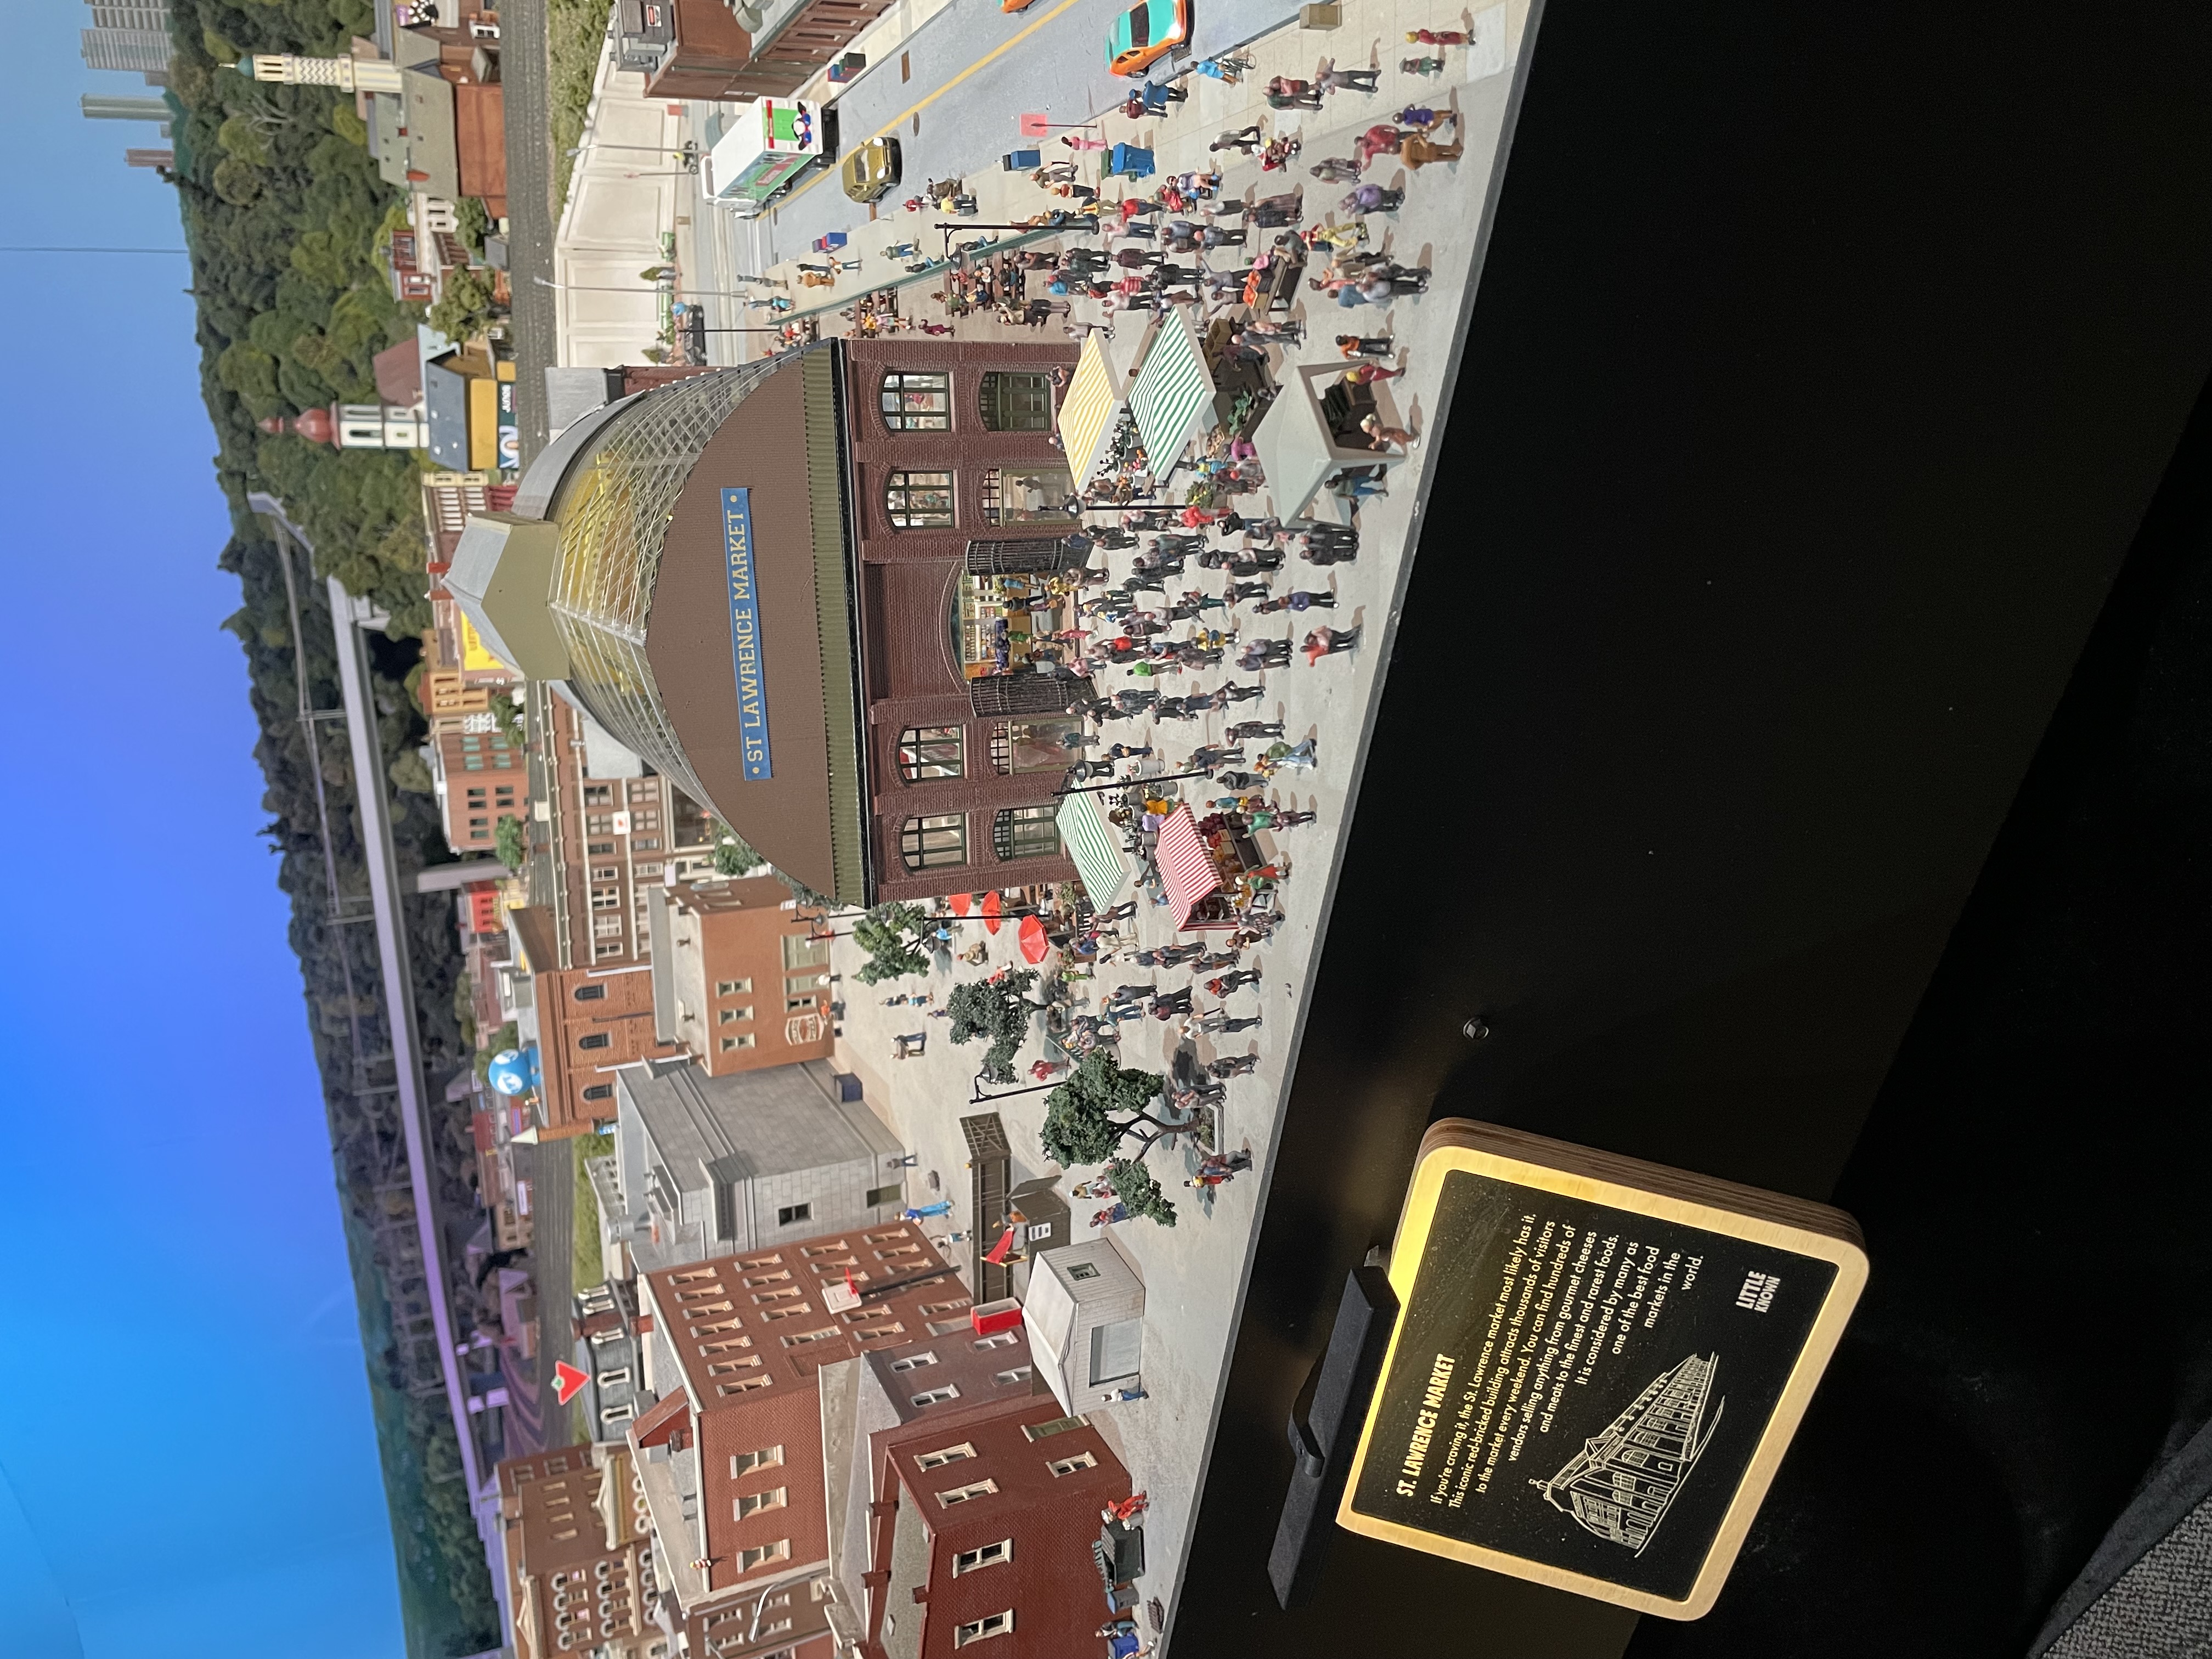 ST LAWRENCE MARKET
ST. LAWRENCE MARKET
If you're craving it, the St. Lawrence market most likely has it.
This iconic red-bricked building attracts thousands of visitors
to the market every weekend. You can find hundreds of
vendors selling anything from gourmet cheeses
and meats to the finest and rarest foods.
It is considered by many as
one of the best food
markets in the
world.
LITTLE
KNOWN